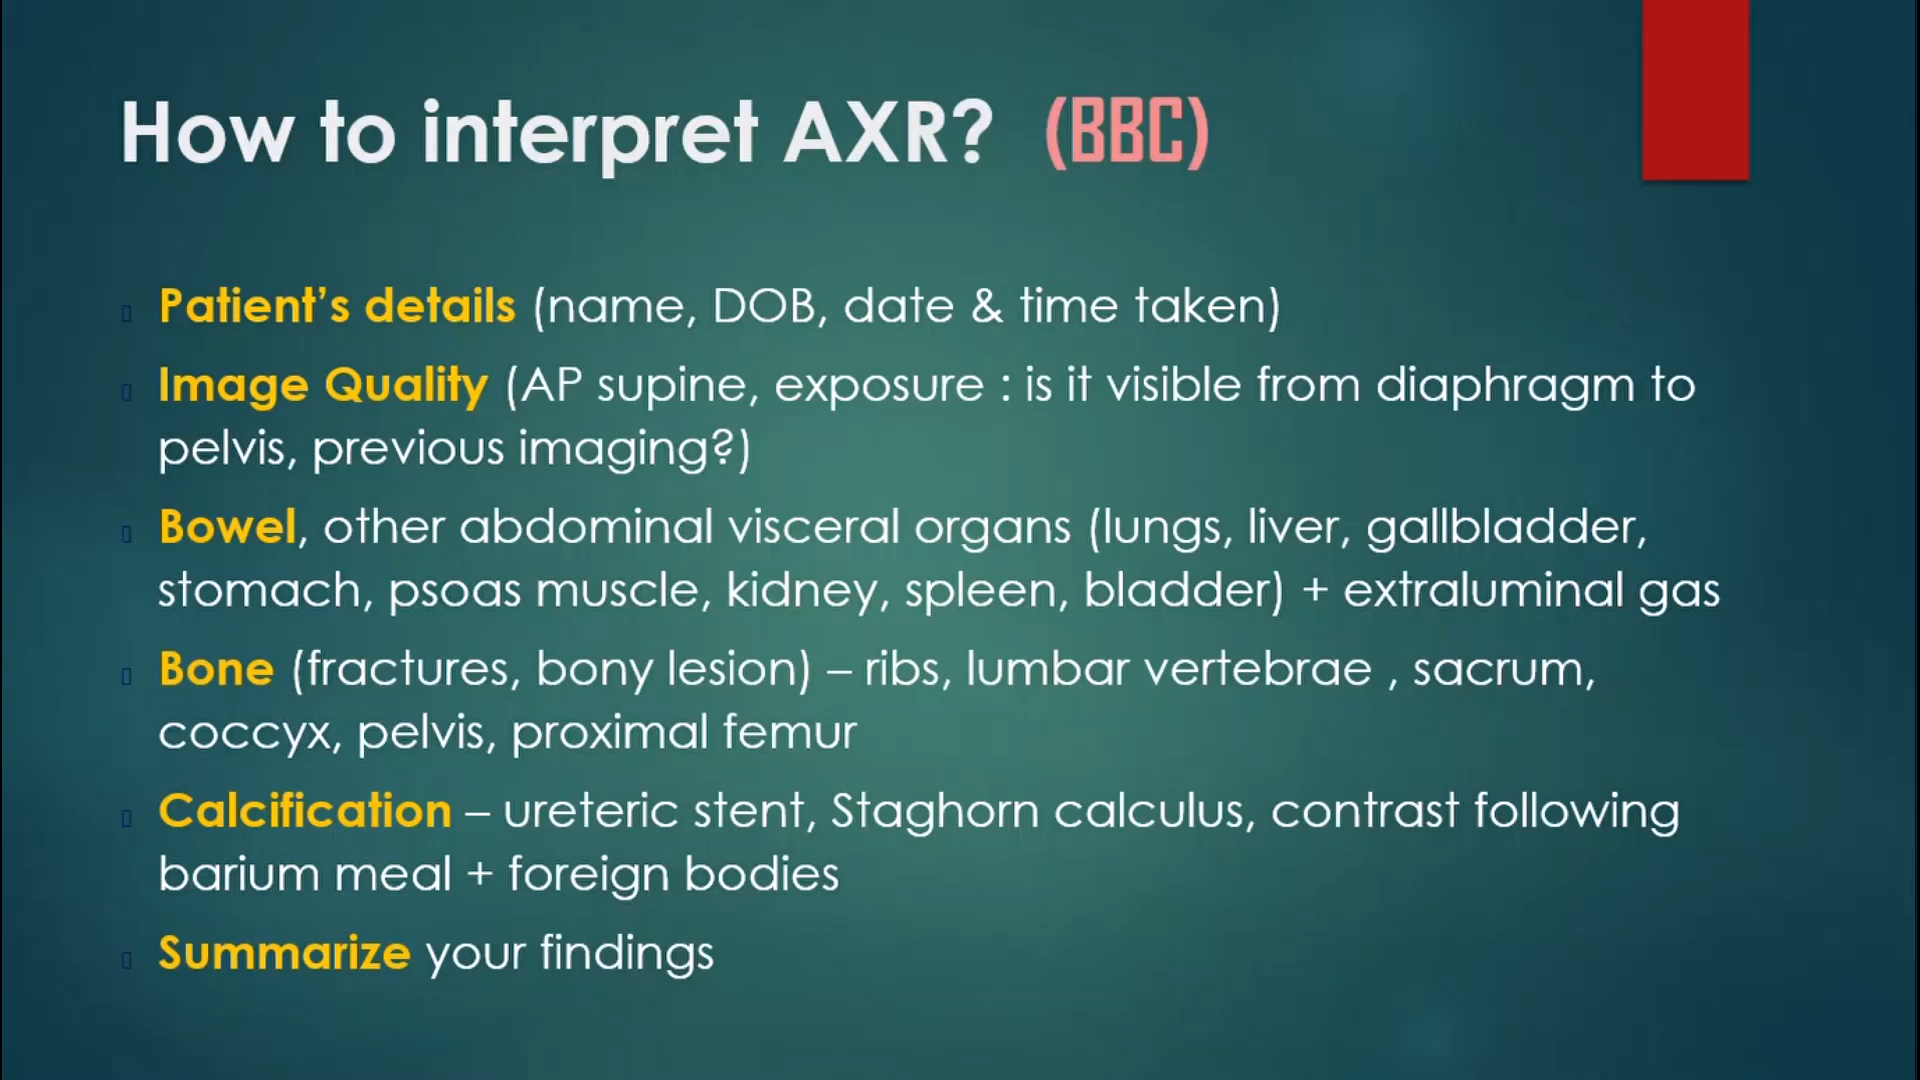 How to interpret AXR? (BBC)
Patient’s details (name, DOB, date & time taken)
Image Quality (AP supine, exposure : is it visible from diaphragm to
pelvis, previous imaging?)
Bowel, other abdominal visceral organs (lungs, liver, gallbladder,
stomach, psoas muscle, kidney, spleen, bladder) + extraluminal gas
Bone (fractures, bony lesion) – ribs, lumbar vertebrae , sacrum,
coccyx, pelvis, proximal femur
Calcification – ureteric stent, Staghorn calculus, contrast following
barium meal + foreign bodies
Summarize your findings